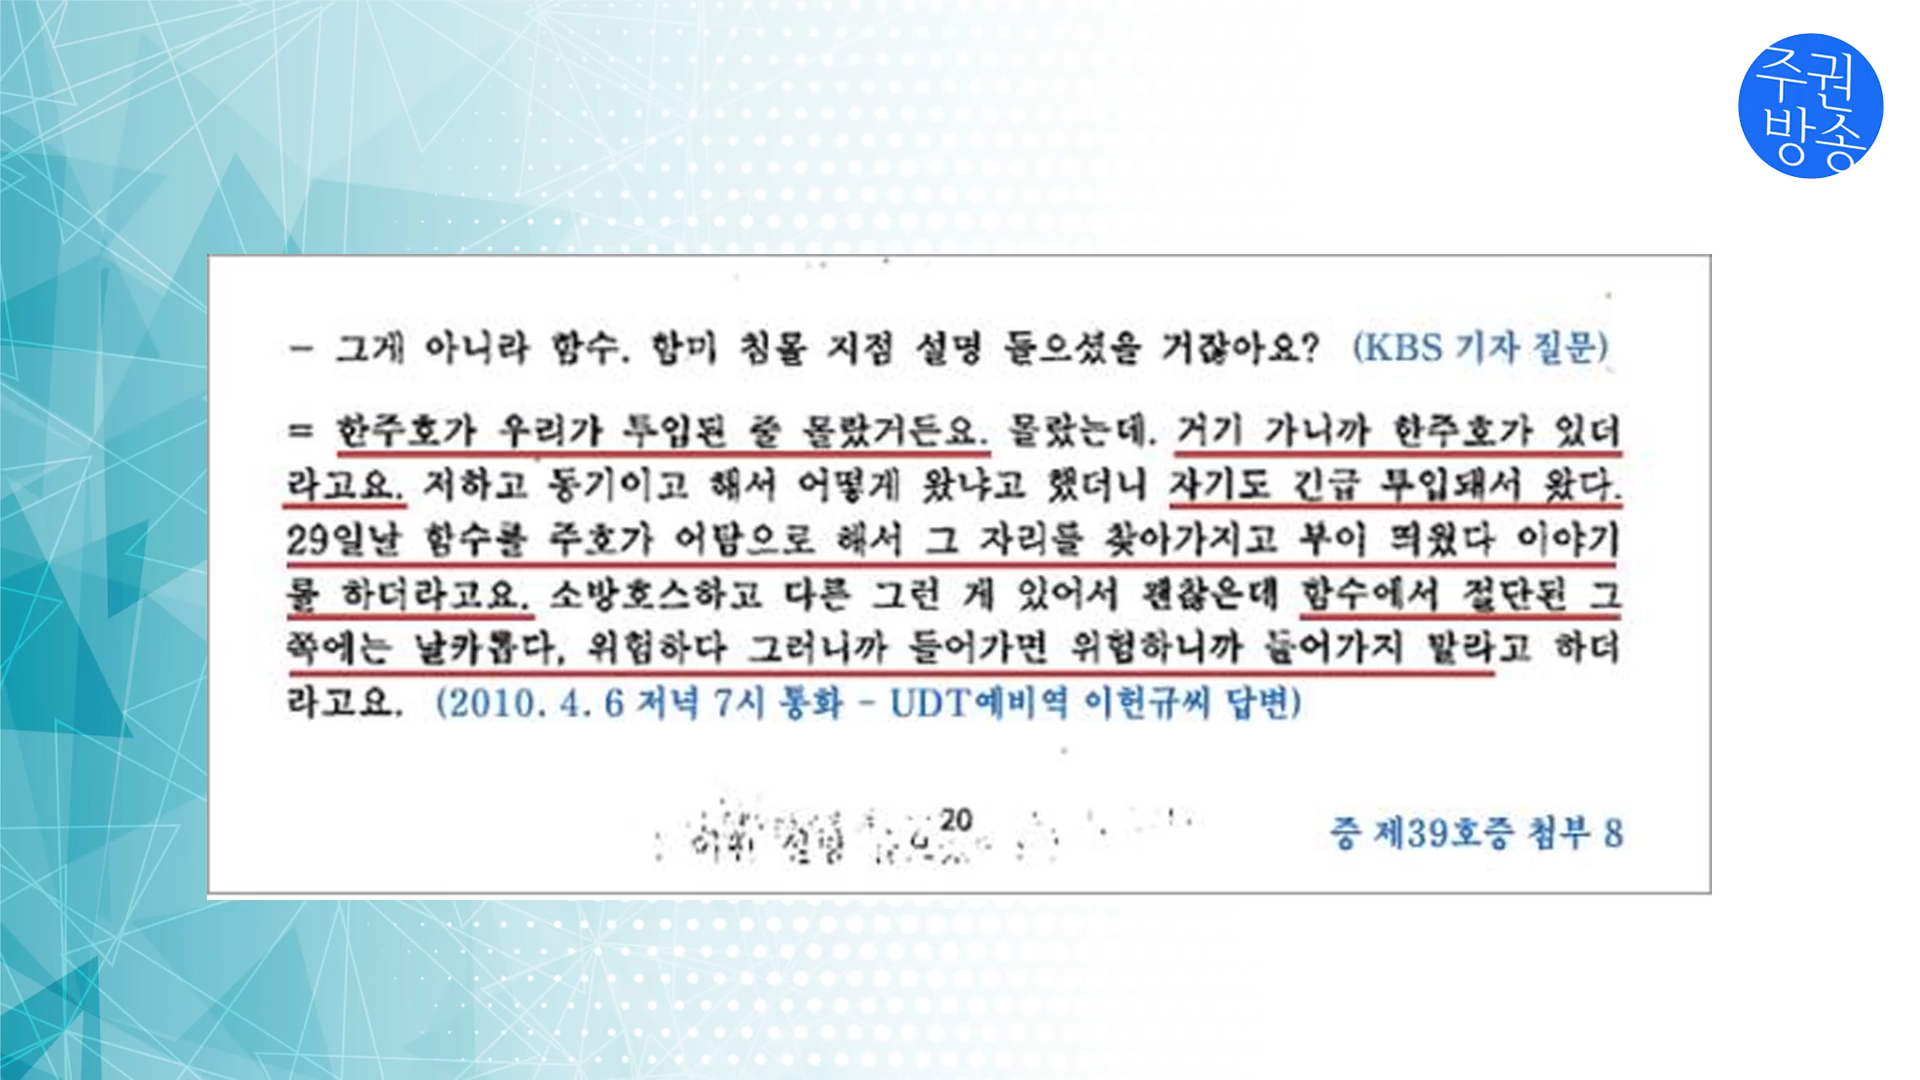 주권
방송
- 그게 아니라 함수. 함미 침몰 지점 설명 들으셨을 거잖아요? (KBS 기자 질문)
= 한주호가 우리가 투입된 줄 몰랐거든요. 몰랐는데. 거기 가니까 한주호가 있더
라고요. 저하고 동기이고 해서 어떻게 왔냐고 했더니 자기도 긴급 투입돼서 왔다.
29일날 함수를 주호가 어탐으로 해서 그 자리를 찾아가지고 부이 띄웠다 이야기
를 하더라고요. 소방호스하고 다른 그런 게 있어서 괜찮은데 함수에서 절단된 그
쪽에는 날카롭다, 위험하다 그러니까 들어가면 위험하니까 들어가지 말라고 하더
라고요. (2010. 4. 6 저녁 7시 통화 - UDT예비역 이헌규씨 답변)
20
증 제39호증 첨부 8